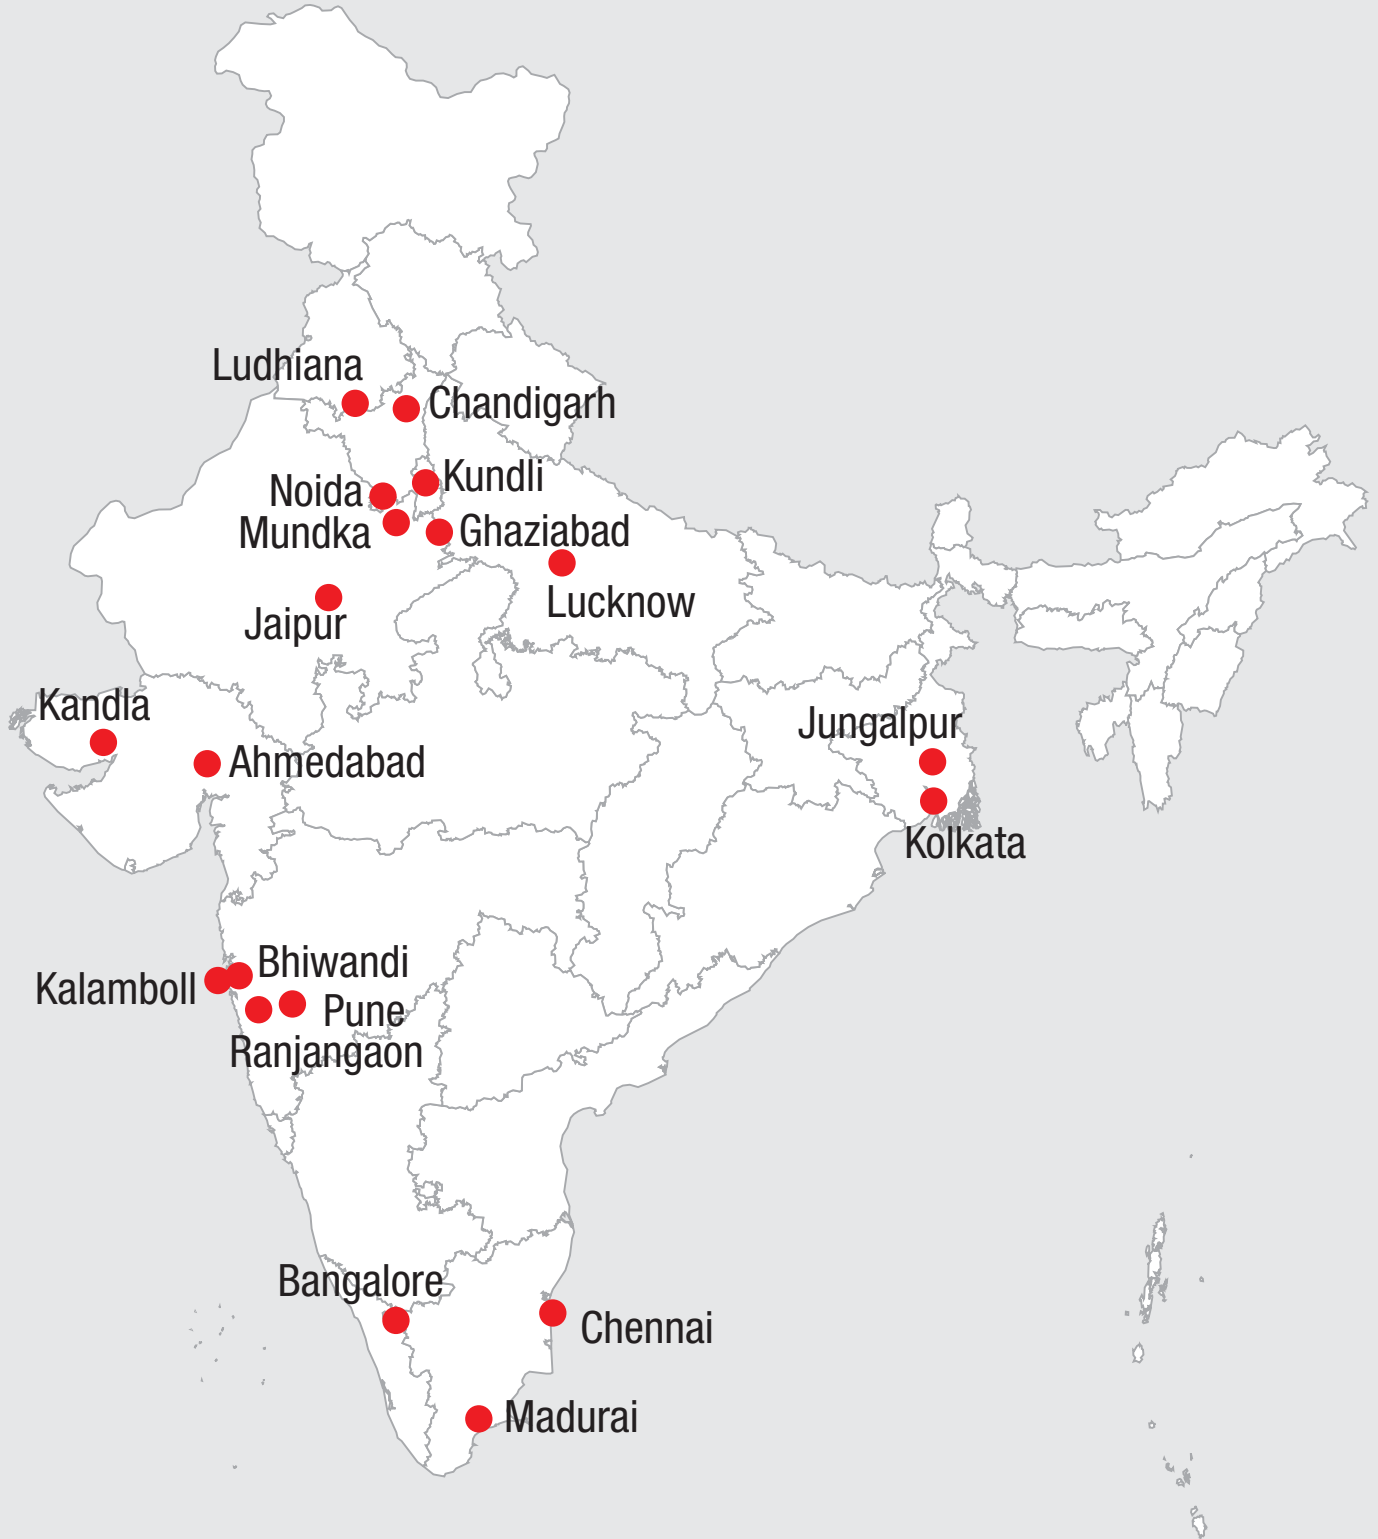 Ludhiana
Chandigarh
Kundli
Noida
Mundka
Ghaziabad
Lucknow
Jaipur
Kandla
Ahmedabad
Jungalpur
Kolkata
Bhiwandi
Kalamboll
Pune
Ranjangaon
Bangalore
Chennai
Madurai